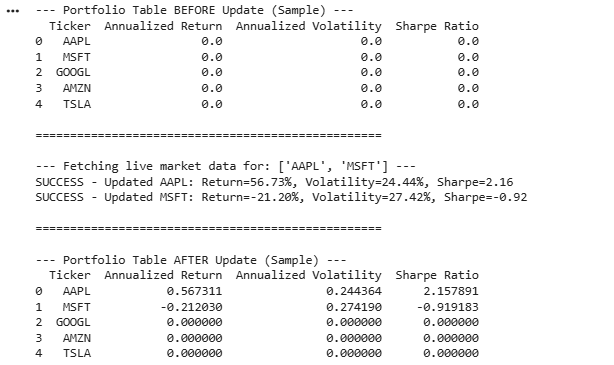 --- Portfolio Table BEFORE Update (Sample) ---
Ticker Annualized Return Annualized Volatility Sharpe Ratio
0 AAPL 0.0 0.0 0.0
1 MSFT 0.0 0.0 0.0
2 GOOGL 0.0 0.0 0.0
3 AMZN 0.0 0.0 0.0
4 TSLA 0.0 0.0 0.0
==================================================
--- Fetching live market data for: ['AAPL', 'MSFT'] ---
SUCCESS - Updated AAPL: Return=56.73%, Volatility=24.44%, Sharpe=2.16
SUCCESS - Updated MSFT: Return=-21.20%, Volatility=27.42%, Sharpe=-0.92
==================================================
--- Portfolio Table AFTER Update (Sample) ---
Ticker Annualized Return Annualized Volatility Sharpe Ratio
0 AAPL 0.567311 0.244364 2.157891
1 MSFT -0.212030 0.274190 -0.919183
2 GOOGL 0.000000 0.000000 0.000000
3 AMZN 0.000000 0.000000 0.000000
4 TSLA 0.000000 0.000000 0.000000